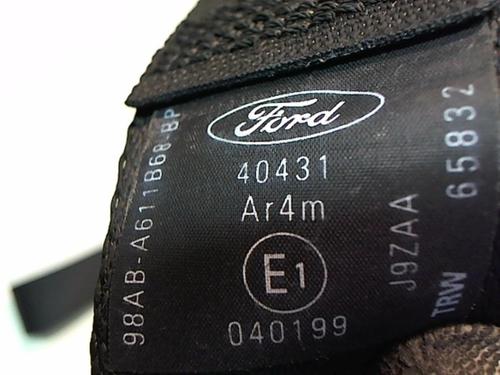 Ford
40431
Ar4m
E1
040199
98AB-A611B68-BP
J9ZAA
TRW 65832